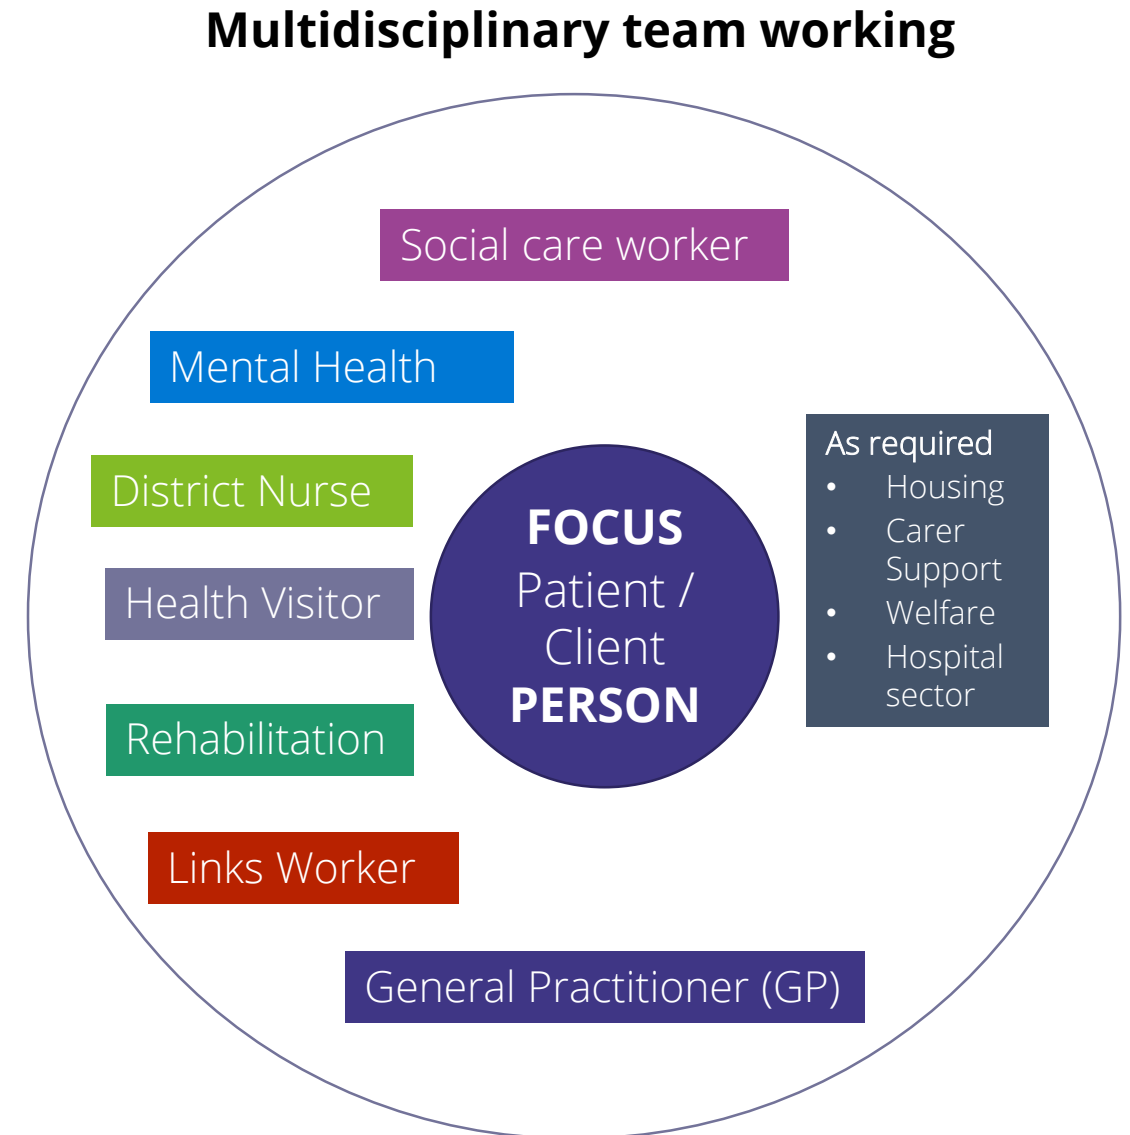 Multidisciplinary team working
Social care worker
Mental Health
District Nurse
Health Visitor
Rehabilitation
Links Worker
General Practitioner (GP)
FOCUS
Patient /
Client
PERSON
As required
• Housing
• Carer
Support
• Welfare
• Hospital
sector